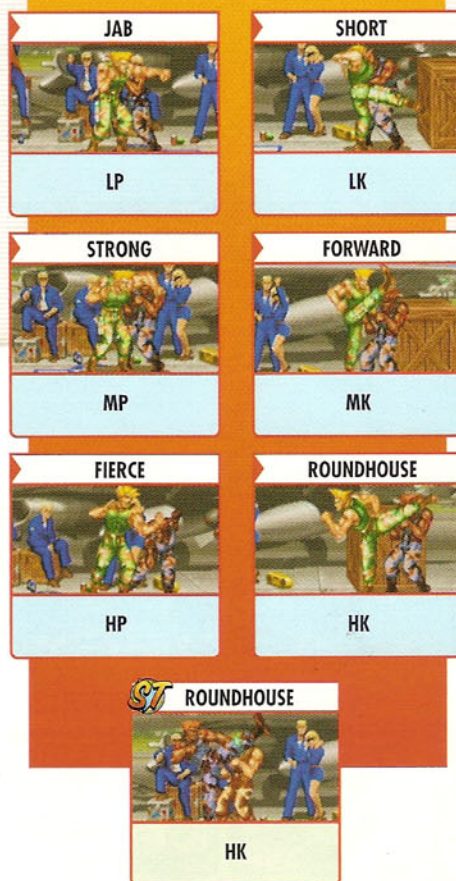 JAB
LP
SHORT
LK
STRONG
MP
FORWARD
MK
FIERCE
HP
ROUNDHOUSE
HK
ST ROUNDHOUSE
HK